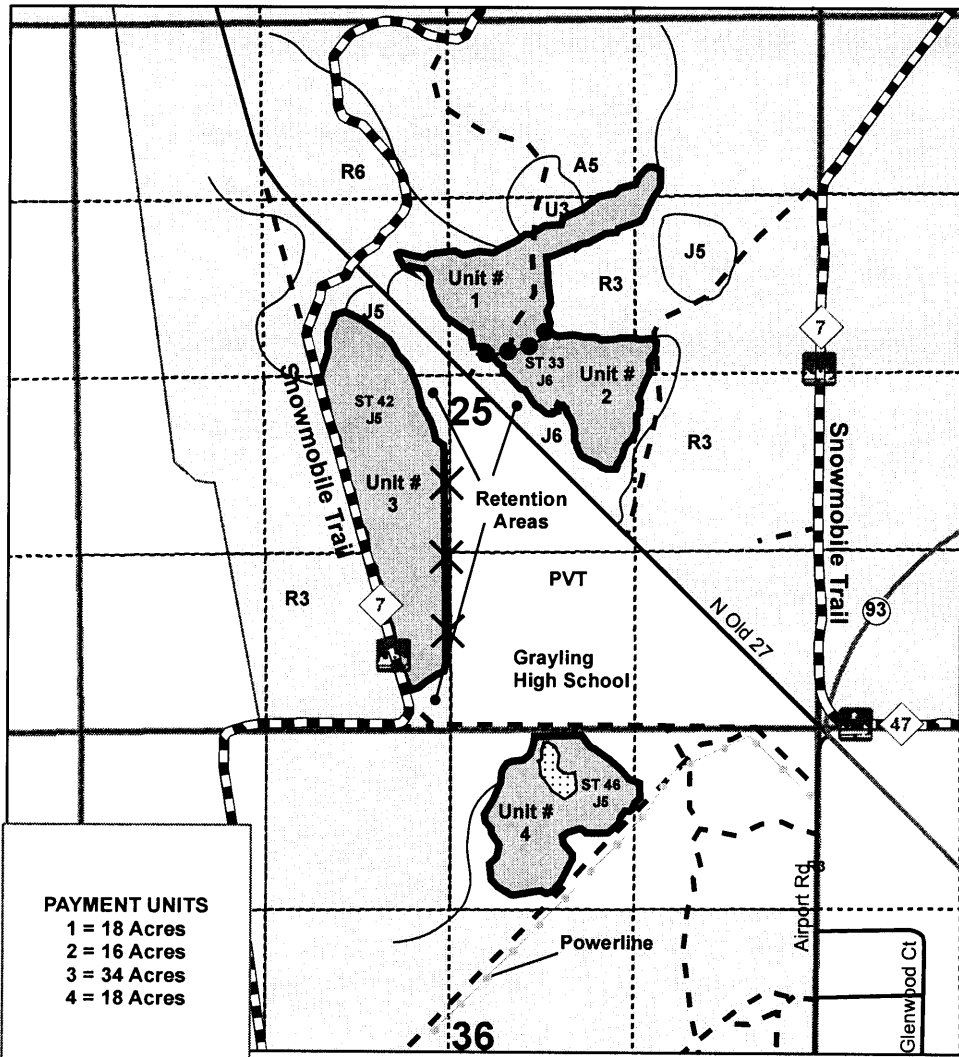 R6
A5
U3
J5
Unit #
1
R3
J5
7
ST 33
J6
Unit #
2
ST 42
J5
25
J6
R3
Snowmobile Trail
Snowmobile Trail
Unit #
3
Retention
Areas
R3
7
PVT
N Old 27
93
Grayling
High School
47
ST 46
J5
Unit #
4
R3
Airport Rd
Powerline
Glenwood Ct
36
PAYMENT UNITS
1 = 18 Acres
2 = 16 Acres
3 = 34 Acres
4 = 18 Acres